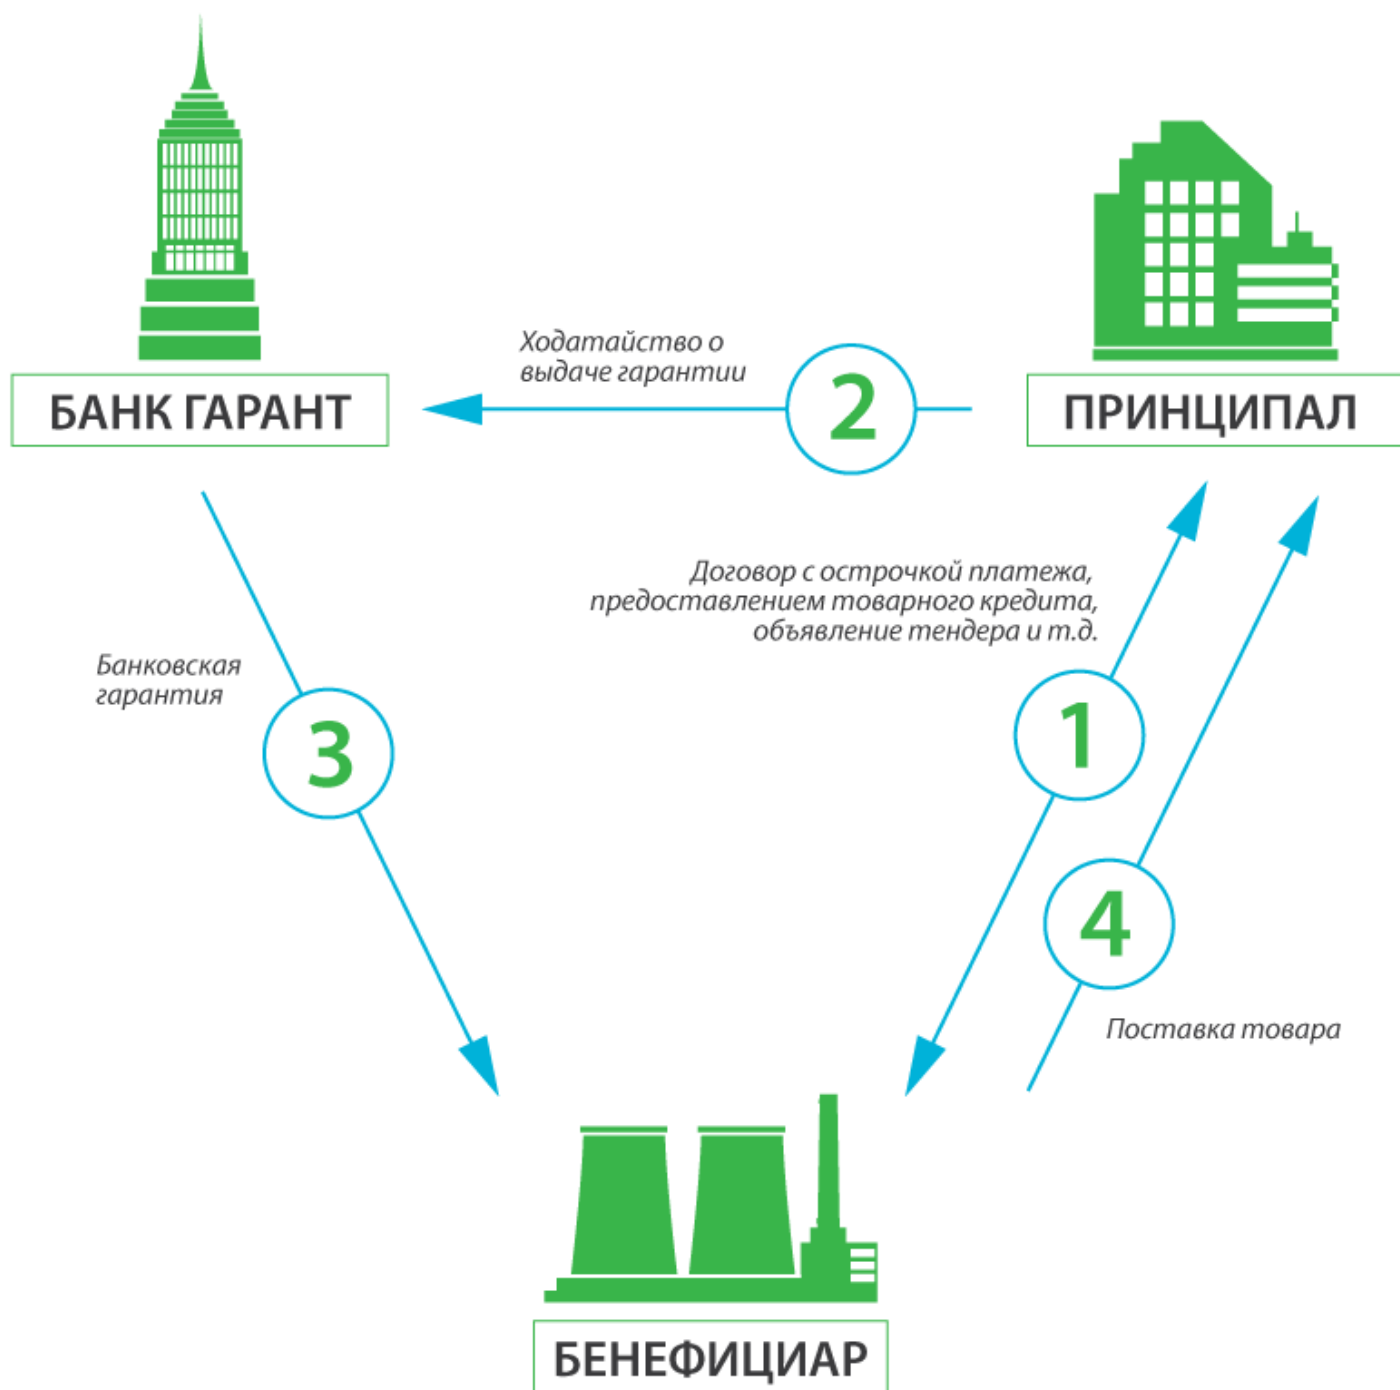 Ходатайство о
выдаче гарантии
2
БАНК ГАРАНТ
ПРИНЦИПАЛ
Договор с острочкой платежа,
предоставлением товарного кредита,
объявление тендера и т.д.
Банковская
гарантия
3
1
4
Поставка товара
БЕНЕФИЦИАР